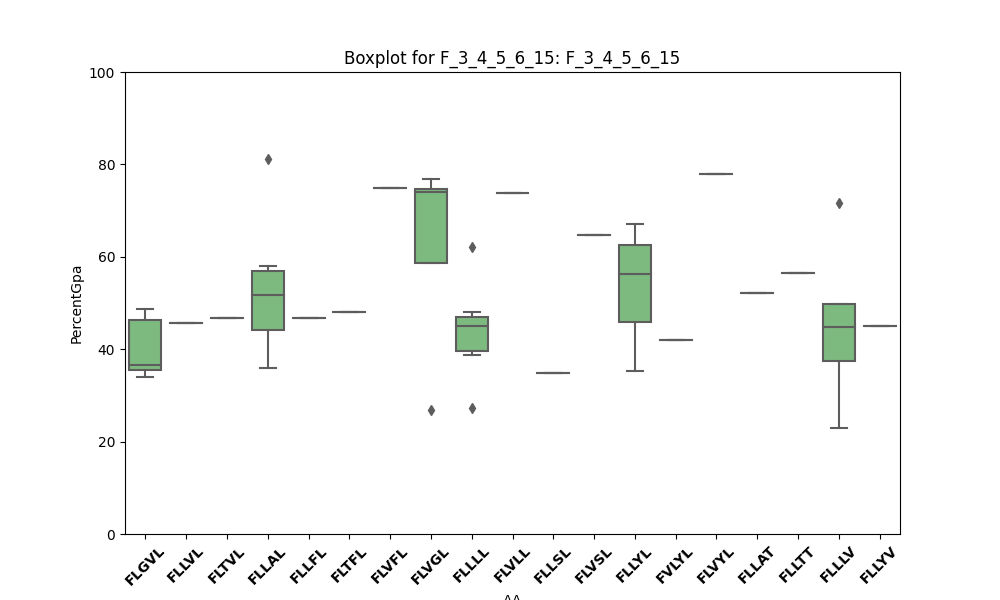 Boxplot for F_3_4_5_6_15: F_3_4_5_6_15
PercentGpa
100
80
60
40
20
0
FLGVL FLLVL FLTVL FLLAL FLLFL FLTFL FLVFL FLVGL FLLLL FLVLL FLLSL FLVSL FLLYL FVLYL FLVYL FLLAT FLLTT FLLLV FLLYV
AA